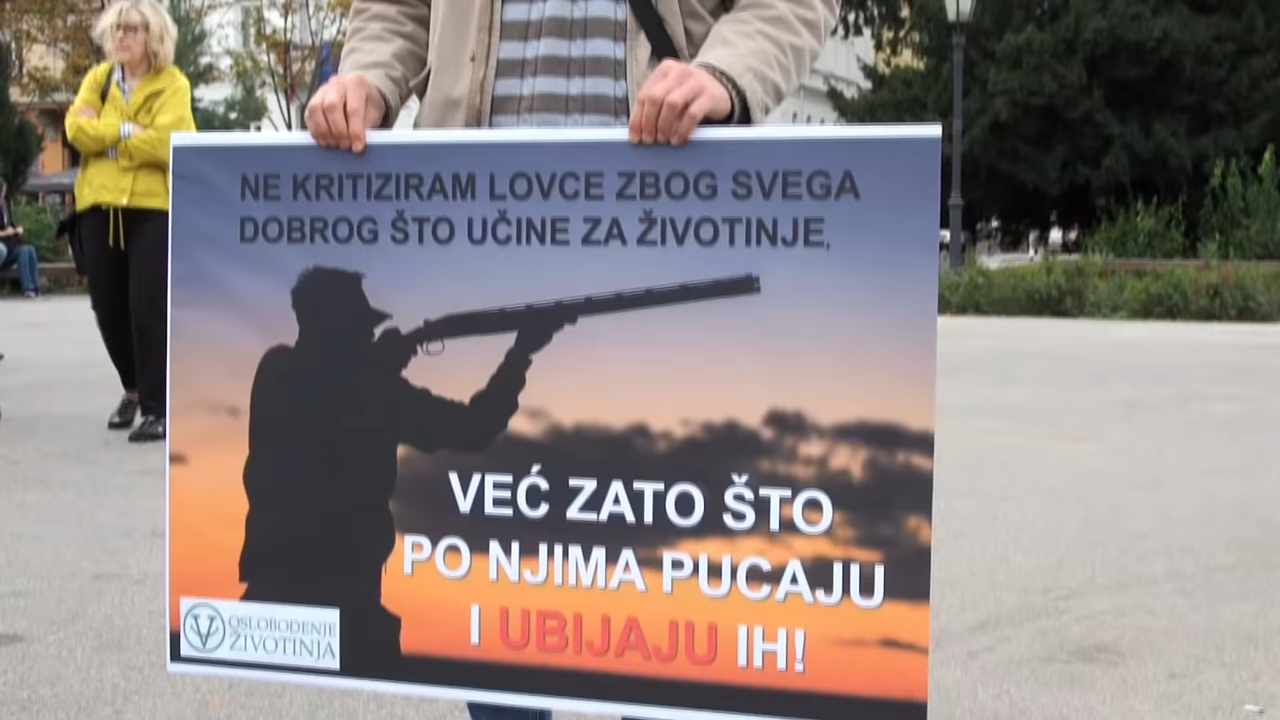 NE KRITIZIRAM LOVCE ZBOG SVEGA
DOBROG ŠTO UČINE ZA ŽIVOTINJE,
VEĆ ZATO ŠTO
PO NJIMA PUCAJU
I UBIJAJU IH!
OSLOBOĐENJE
ŽIVOTINJA